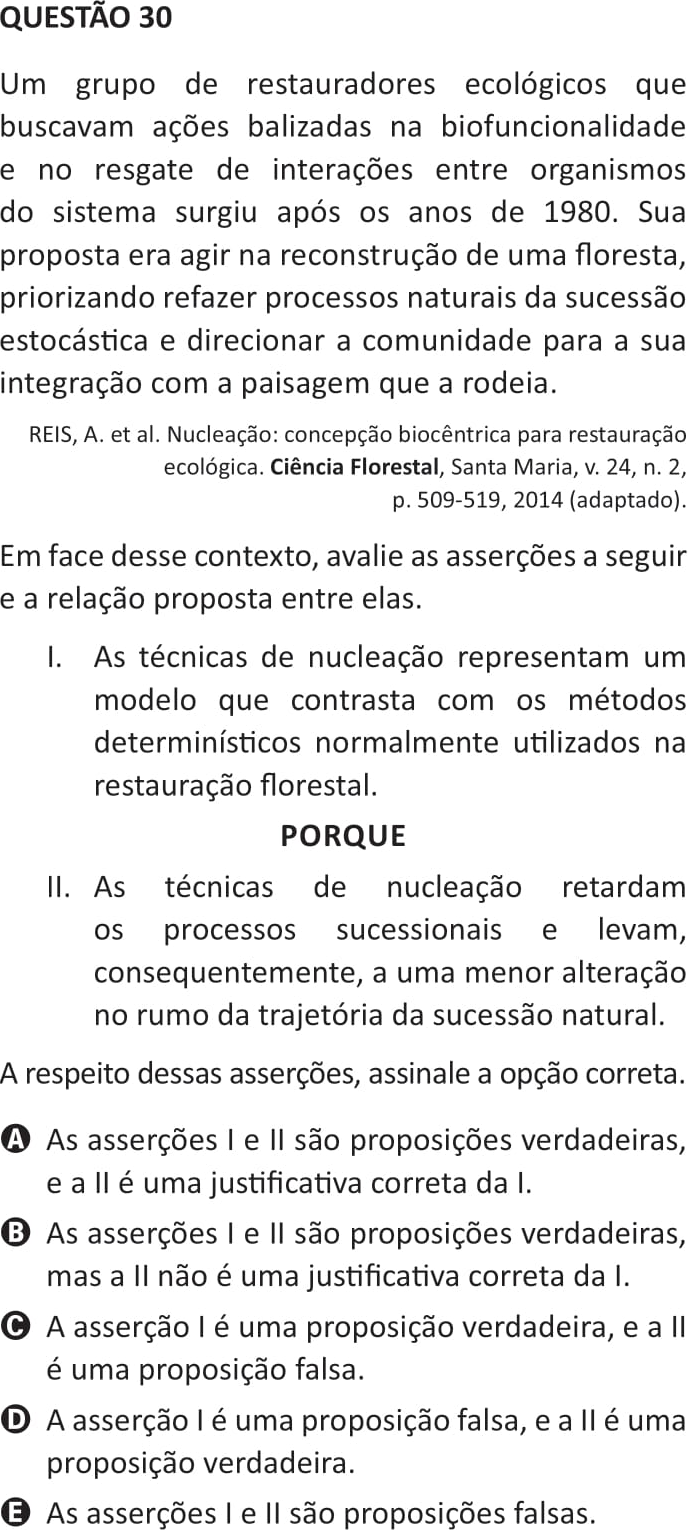 QUESTÃO 30
Um grupo de restauradores ecológicos que
buscavam ações balizadas na biofuncionalidade
e no resgate de interações entre organismos
do sistema surgiu após os anos de 1980. Sua
proposta era agir na reconstrução de uma floresta,
priorizando refazer processos naturais da sucessão
estocástica e direcionar a comunidade para a sua
integração com a paisagem que a rodeia.
REIS, A. et al. Nucleação: concepção biocêntrica para restauração
ecológica. Ciência Florestal, Santa Maria, v. 24, n. 2,
p. 509-519, 2014 (adaptado).
Em face desse contexto, avalie as asserções a seguir
e a relação proposta entre elas.
I. As técnicas de nucleação representam um
modelo que contrasta com os métodos
determinísticos normalmente utilizados na
restauração florestal.
PORQUE
II. As técnicas de nucleação retardam
os processos sucessionais e levam,
consequentemente, a uma menor alteração
no rumo da trajetória da sucessão natural.
A respeito dessas asserções, assinale a opção correta.
A As asserções I e II são proposições verdadeiras,
e a II é uma justificativa correta da I.
B As asserções I e II são proposições verdadeiras,
mas a II não é uma justificativa correta da I.
C A asserção I é uma proposição verdadeira, e a II
é uma proposição falsa.
D A asserção I é uma proposição falsa, e a II é uma
proposição verdadeira.
E As asserções I e II são proposições falsas.